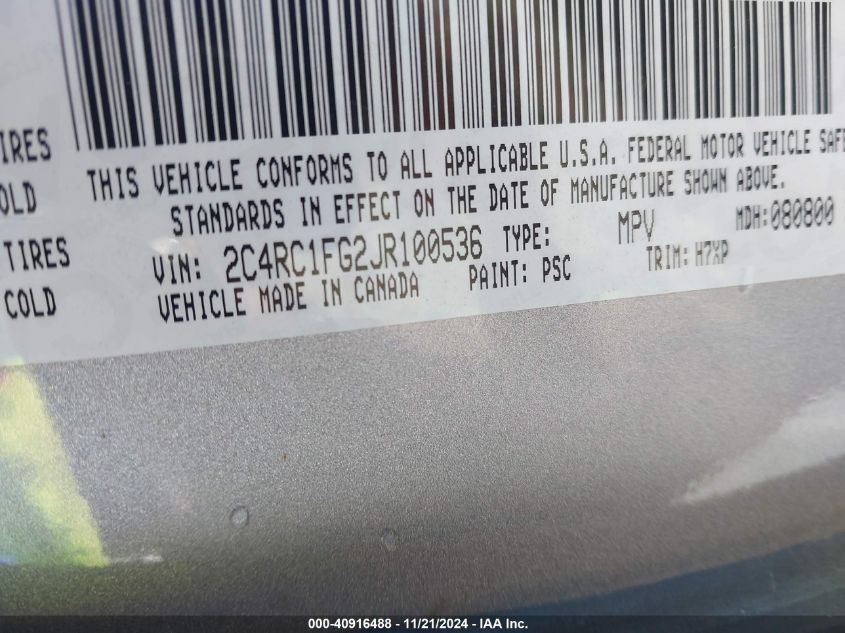 TIRES
THIS VEHICLE CONFORMS TO ALL APPLICABLE U.S.A. FEDERAL MOTOR VEHICLE SAFE
OLD
STANDARDS IN EFFECT ON THE DATE OF MANUFACTURE SHOWN ABOVE.
TIRES
VIN: 2C4RC1FG2JR100536 TYPE: MPV MDH:080800
COLD
VEHICLE MADE IN CANADA PAINT: PSC TRIM: H7XP
000-40916488 - 11/21/2024 - IAA Inc.